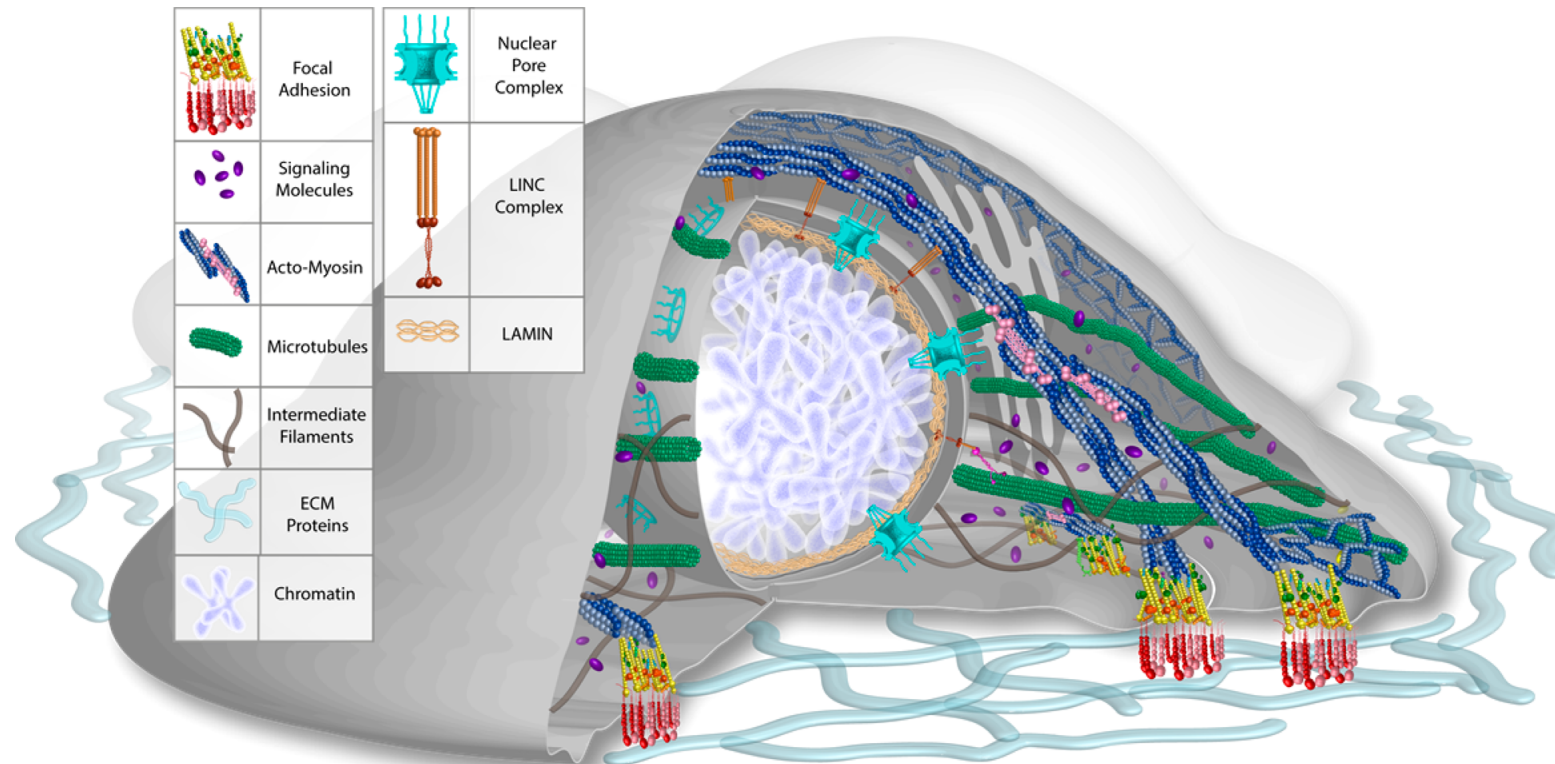 Focal
Adhesion
Signaling
Molecules
Acto-Myosin
Microtubules
Intermediate
Filaments
ECM
Proteins
Chromatin
Nuclear
Pore
Complex
LINC
Complex
LAMIN